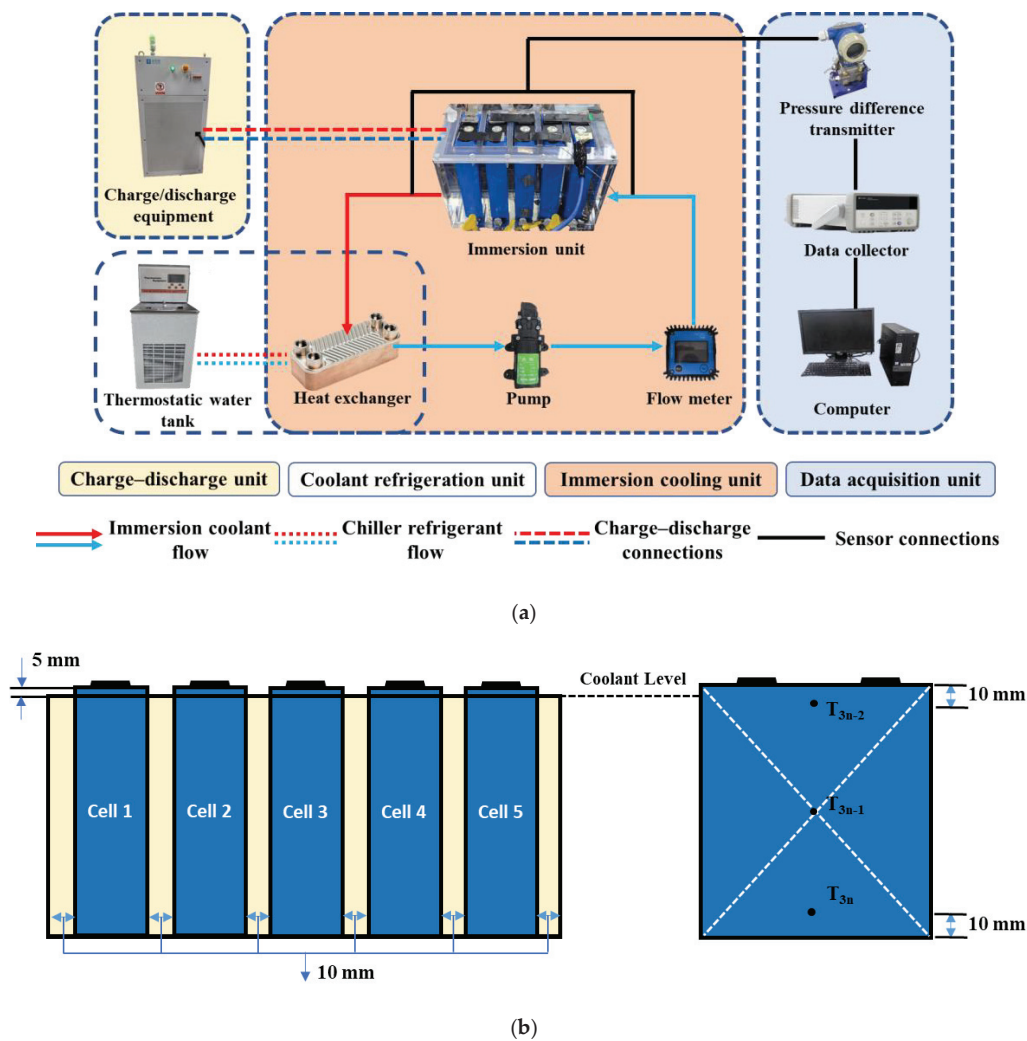 Charge/discharge
equipment
Immersion unit
Pressure difference
transmitter
Data collector
Thermostatic water
tank
Heat exchanger
Pump
Flow meter
Computer
Charge–discharge unit
Coolant refrigeration unit
Immersion cooling unit
Data acquisition unit
Immersion coolant
flow
Chiller refrigerant
flow
Charge–discharge
connections
Sensor connections
(a)
5 mm
Coolant Level
10 mm
T3n-2
Cell 1
Cell 2
Cell 3
Cell 4
Cell 5
T3n-1
T3n
10 mm
10 mm
(b)